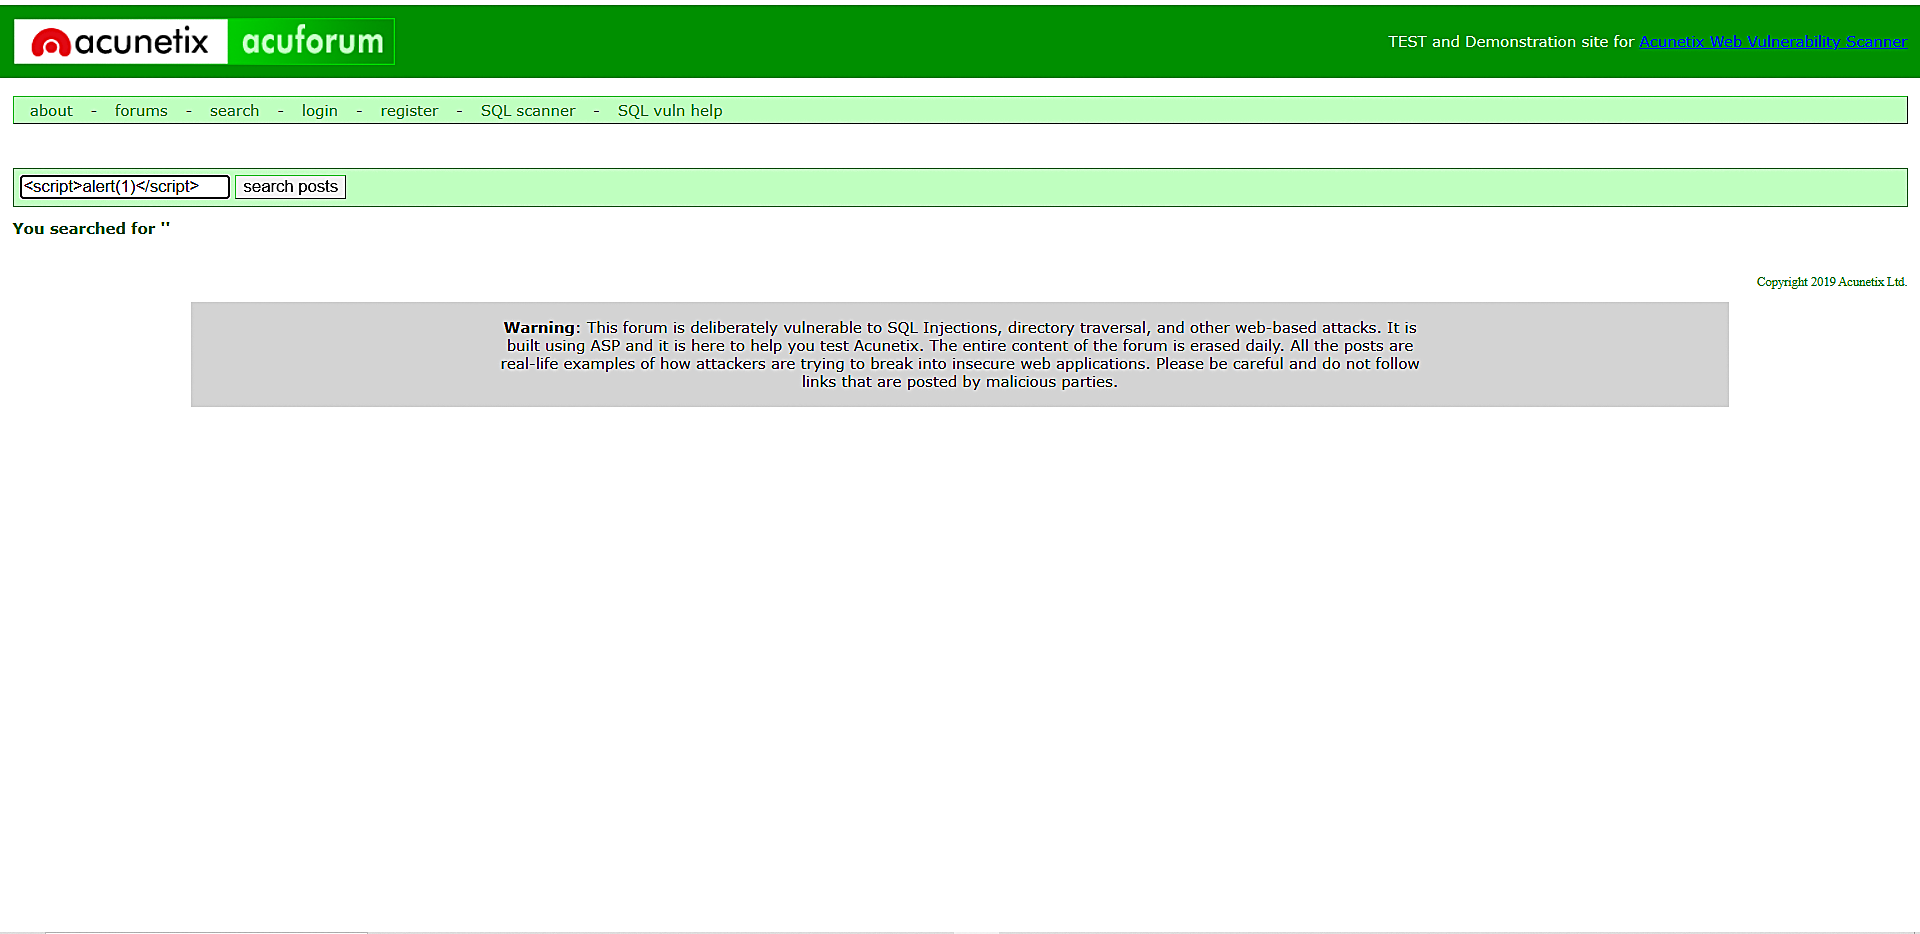 acunetix acuforum
TEST and Demonstration site for Acunetix Web Vulnerability Scanner
about - forums - search - login - register - SQL scanner - SQL vuln help
<script>alert(1)</script> search posts
You searched for ''
Copyright 2019 Acunetix Ltd.
Warning: This forum is deliberately vulnerable to SQL Injections, directory traversal, and other web-based attacks. It is
built using ASP and it is here to help you test Acunetix. The entire content of the forum is erased daily. All the posts are
real-life examples of how attackers are trying to break into insecure web applications. Please be careful and do not follow
links that are posted by malicious parties.